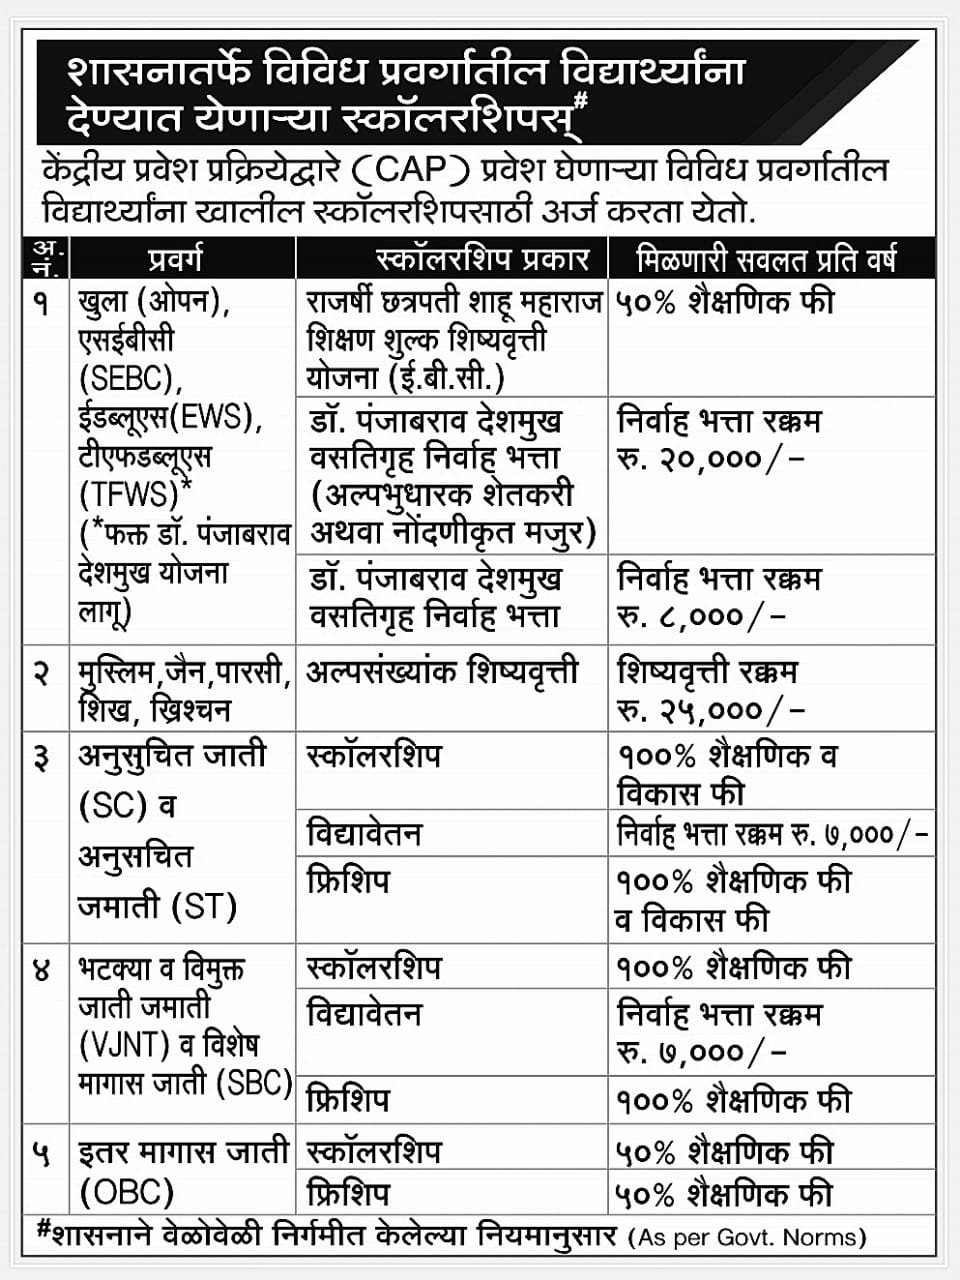 शासनातर्फे विविध प्रवर्गातील विद्यार्थ्यांना
देण्यात येणाऱ्या स्कॉलरशिपस्#
केंद्रीय प्रवेश प्रक्रियेद्वारे (CAP) प्रवेश घेणाऱ्या विविध प्रवर्गातील
विद्यार्थ्यांना खालील स्कॉलरशिपसाठी अर्ज करता येतो.
अ. नं. प्रवर्ग स्कॉलरशिप प्रकार मिळणारी सवलत प्रति वर्ष
१
खुला (ओपन),
एसईबीसी
(SEBC),
ईडब्लूएस(EWS),
टीएफडब्लूएस
(TFWS)*
(*फक्त डॉ. पंजाबराव
देशमुख योजना
लागू)
राजर्षी छत्रपती शाहू महाराज
शिक्षण शुल्क शिष्यवृत्ती
योजना (ई.बी.सी.)
५०% शैक्षणिक फी
डॉ. पंजाबराव देशमुख
वसतिगृह निर्वाह भत्ता
(अल्पभुधारक शेतकरी
अथवा नोंदणीकृत मजुर)
निर्वाह भत्ता रक्कम
रु. २०,०००/-
डॉ. पंजाबराव देशमुख
वसतिगृह निर्वाह भत्ता
निर्वाह भत्ता रक्कम
रु. ८,०००/-
२
मुस्लिम,जैन,पारसी,
शिख, ख्रिश्चन
अल्पसंख्यांक शिष्यवृत्ती
शिष्यवृत्ती रक्कम
रु. २५,०००/-
३
अनुसुचित जाती
(SC) व
अनुसचित
जमाती (ST)
स्कॉलरशिप
१००% शैक्षणिक व
विकास फी
विद्यावेतन
निर्वाह भत्ता रक्कम रु. ७,०००/-
फ्रिशिप
१००% शैक्षणिक फी
व विकास फी
४
भटक्या व विमुक्त
जाती जमाती
(VJNT) व विशेष
मागास जाती (SBC)
स्कॉलरशिप
१००% शैक्षणिक फी
विद्यावेतन
निर्वाह भत्ता रक्कम
रु. ७,०००/-
फ्रिशिप
१००% शैक्षणिक फी
५
इतर मागास जाती
(OBC)
स्कॉलरशिप
५०% शैक्षणिक फी
फ्रिशिप
५०% शैक्षणिक फी
#शासनाने वेळोवेळी निर्गमीत केलेल्या नियमानुसार (As per Govt. Norms)